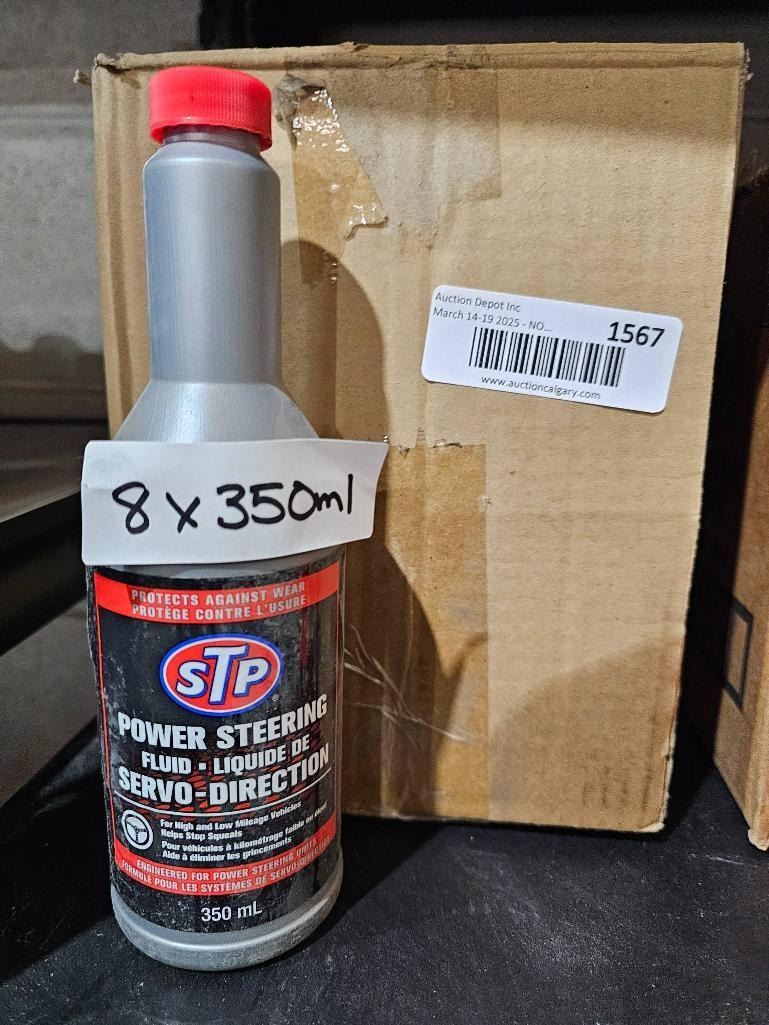 Auction Depot Inc
March 14-19 2025 - NO...
1567
www.auctioncalgary.com
8 x 350ml
PROTECTS AGAINST WEAR
PROTÈGE CONTRE L'USURE
STP
POWER STEERING
FLUID • LIQUIDE DE
SERVO-DIRECTION
For High and Low Mileage Vehicles
Helps Stop Squeals
Pour véhicules à kilométrage faible ou élevé
Aide à éliminer les grincements
ENGINEERED FOR POWER STEERING UNITS
FORMULÉ POUR LES SYSTÈMES DE SERVO-DIRECTION
350 mL